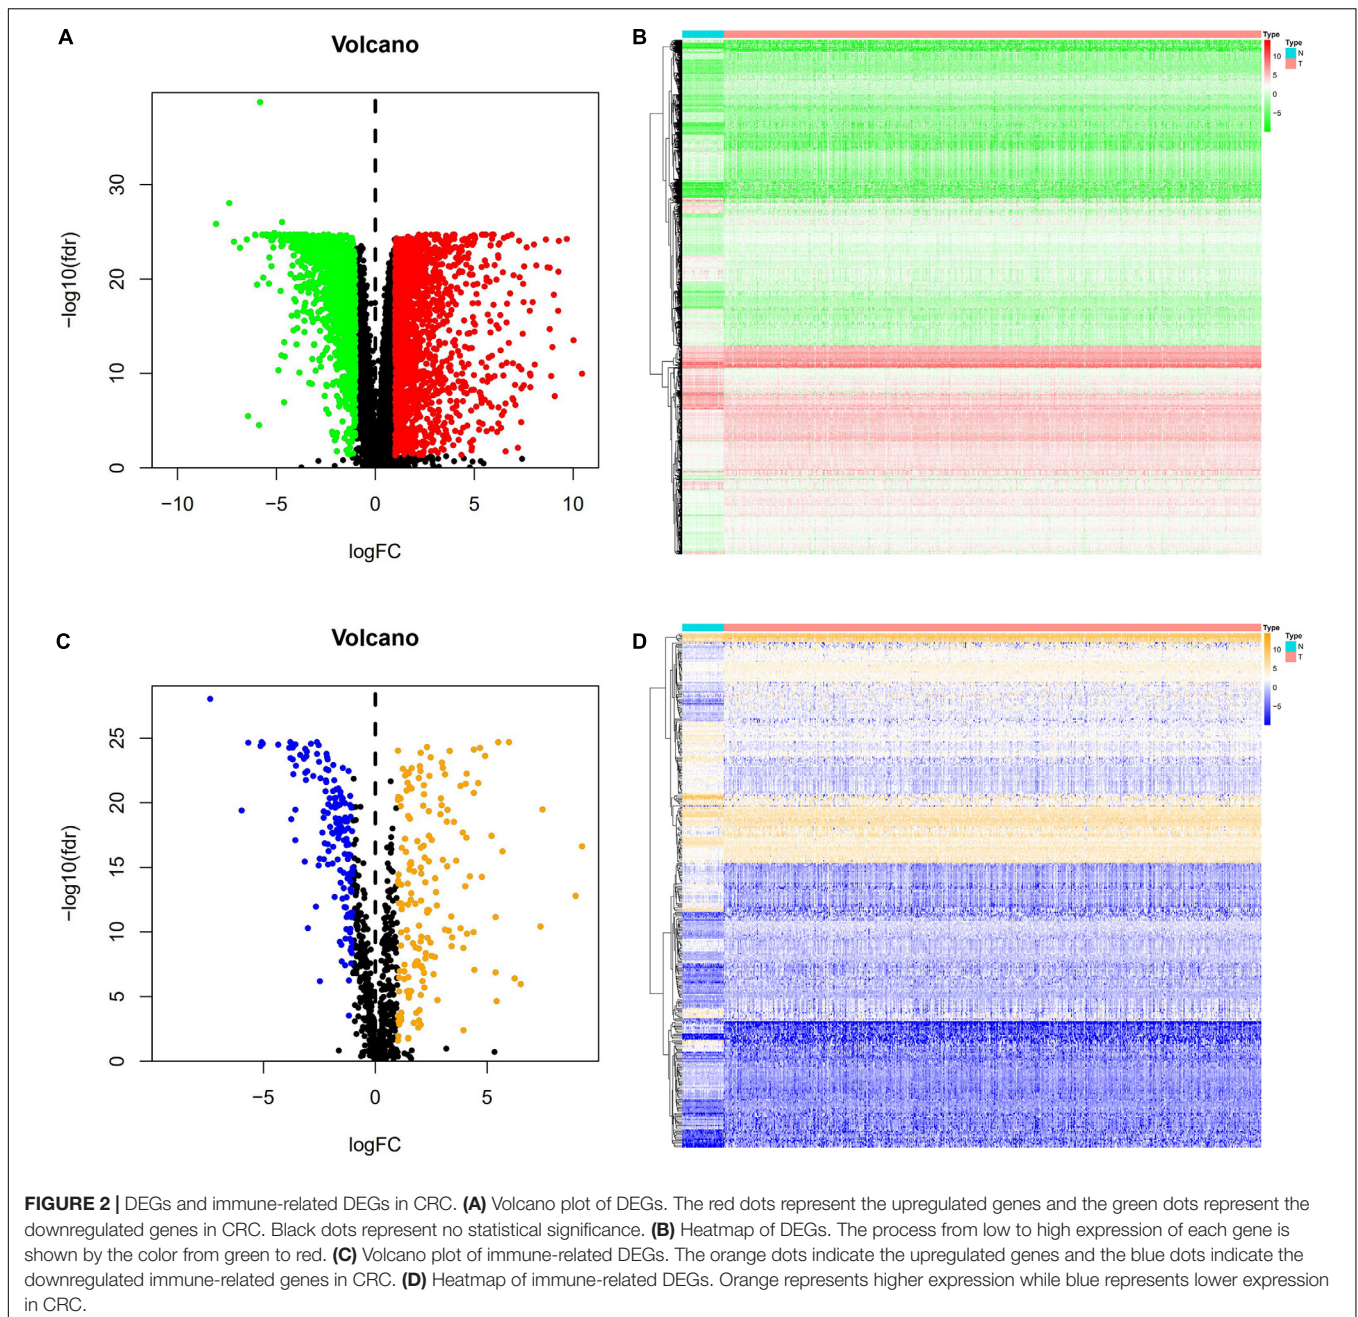 A
Volcano
−log10(fdr)
30
20
10
0
−10
−5
0
5
10
logFC
B
Type
10
5
0
−5
Type
N
T
C
Volcano
−log10(fdr)
25
20
15
10
5
0
−5
0
5
logFC
D
Type
10
5
0
−5
Type
N
T
FIGURE 2 | DEGs and immune-related DEGs in CRC. (A) Volcano plot of DEGs. The red dots represent the upregulated genes and the green dots represent the
downregulated genes in CRC. Black dots represent no statistical significance. (B) Heatmap of DEGs. The process from low to high expression of each gene is
shown by the color from green to red. (C) Volcano plot of immune-related DEGs. The orange dots indicate the upregulated genes and the blue dots indicate the
downregulated immune-related genes in CRC. (D) Heatmap of immune-related DEGs. Orange represents higher expression while blue represents lower expression
in CRC.